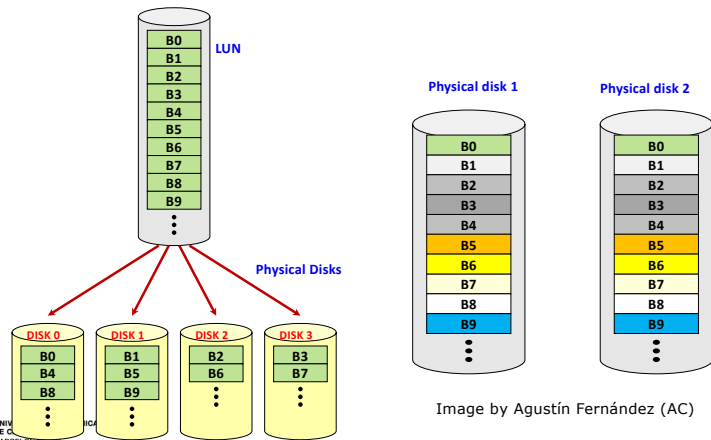 LUN
B0
B1
B2
B3
B4
B5
B6
B7
B8
B9
Physical Disks
DISK 0
B0
B4
B8
DISK 1
B1
B5
B9
DISK 2
B2
B6
DISK 3
B3
B7
Physical disk 1
B0
B1
B2
B3
B4
B5
B6
B7
B8
B9
Physical disk 2
B0
B1
B2
B3
B4
B5
B6
B7
B8
B9
Image by Agustín Fernández (AC)